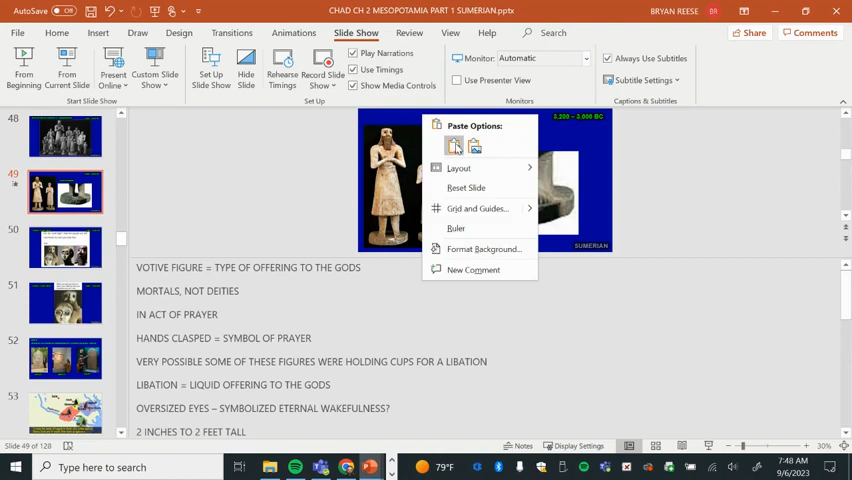 AutoSave Off
CHAD CH 2 MESOPOTAMIA PART 1 SUMERIAN.pptx
BRYAN REESE BR
File Home Insert Draw Design Transitions Animations Slide Show Review View Help Acrobat Search Share Comments
From Beginning
From Current Slide
Present Online
Custom Slide Show
Start Slide Show
Set Up Slide Show
Hide Slide
Rehearse Timings
Record Slide Show
Play Narrations
Use Timings
Show Media Controls
Set Up
Monitor: Automatic
Use Presenter View
Monitors
Always Use Subtitles
Subtitle Settings
Captions & Subtitles
48
49
50
51
52
53
3,200 - 3,000 BC
SUMERIAN
Paste Options:
Layout
Reset Slide
Grid and Guides...
Ruler
Format Background...
New Comment
VOTIVE FIGURE = TYPE OF OFFERING TO THE GODS
MORTALS, NOT DEITIES
IN ACT OF PRAYER
HANDS CLASPED = SYMBOL OF PRAYER
VERY POSSIBLE SOME OF THESE FIGURES WERE HOLDING CUPS FOR A LIBATION
LIBATION = LIQUID OFFERING TO THE GODS
OVERSIZED EYES – SYMBOLIZED ETERNAL WAKEFULNESS?
2 INCHES TO 2 FEET TALL
Slide 49 of 128
Notes
Display Settings
30%
Type here to search
79°F
7:48 AM
9/6/2023